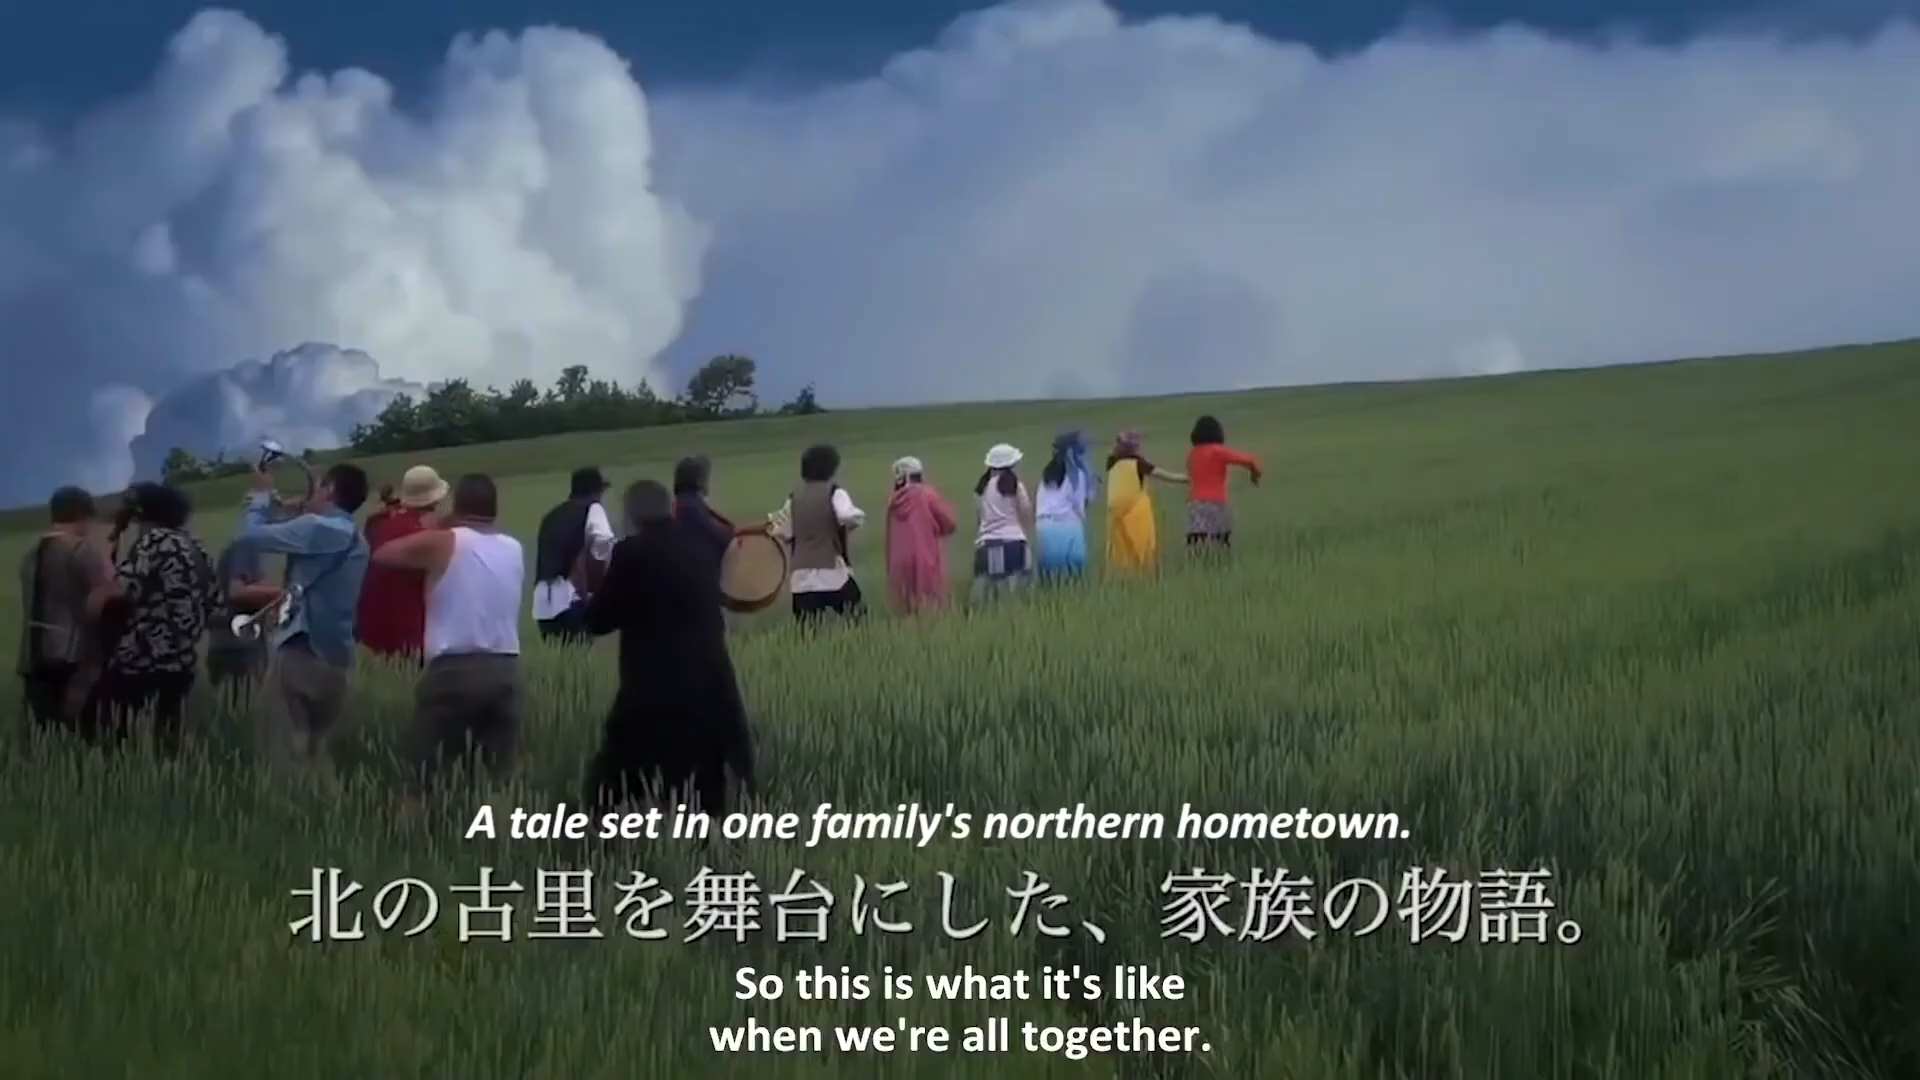 A tale set in one family's northern hometown.
北の古里を舞台にした、家族の物語。
So this is what it's like
when we're all together.